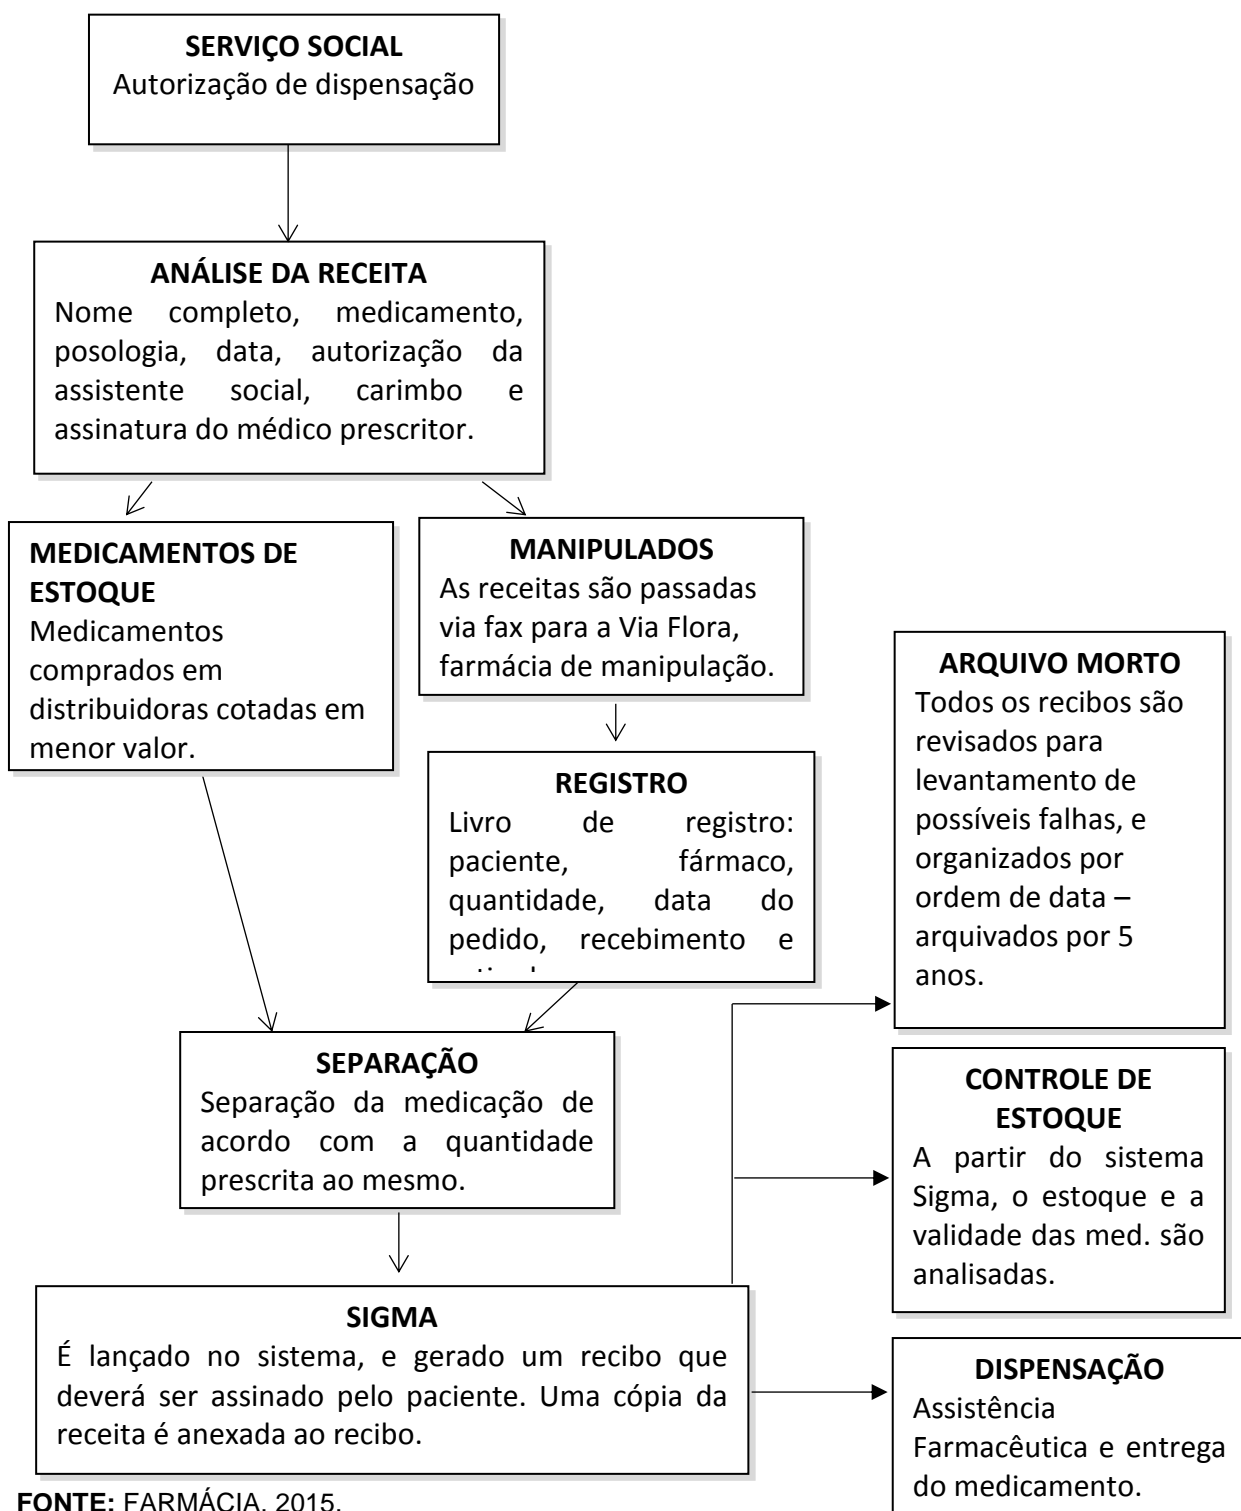 SERVIÇO SOCIAL
Autorização de dispensação
ANÁLISE DA RECEITA
Nome completo, medicamento,
posologia, data, autorização da
assistente social, carimbo e
assinatura do médico prescritor.
MEDICAMENTOS DE
ESTOQUE
Medicamentos
comprados em
distribuidoras cotadas em
menor valor.
MANIPULADOS
As receitas são passadas
via fax para a Via Flora,
farmácia de manipulação.
REGISTRO
Livro de registro:
paciente, fármaco,
quantidade, data do
pedido, recebimento e
SEPARAÇÃO
Separação da medicação de
acordo com a quantidade
prescrita ao mesmo.
SIGMA
É lançado no sistema, e gerado um recibo que
deverá ser assinado pelo paciente. Uma cópia da
receita é anexada ao recibo.
ARQUIVO MORTO
Todos os recibos são
revisados para
levantamento de
possíveis falhas, e
organizados por
ordem de data –
arquivados por 5
anos.
CONTROLE DE
ESTOQUE
A partir do sistema
Sigma, o estoque e a
validade das med. são
analisadas.
DISPENSAÇÃO
Assistência
Farmacêutica e entrega
do medicamento.
FONTE: FARMÁCIA, 2015.